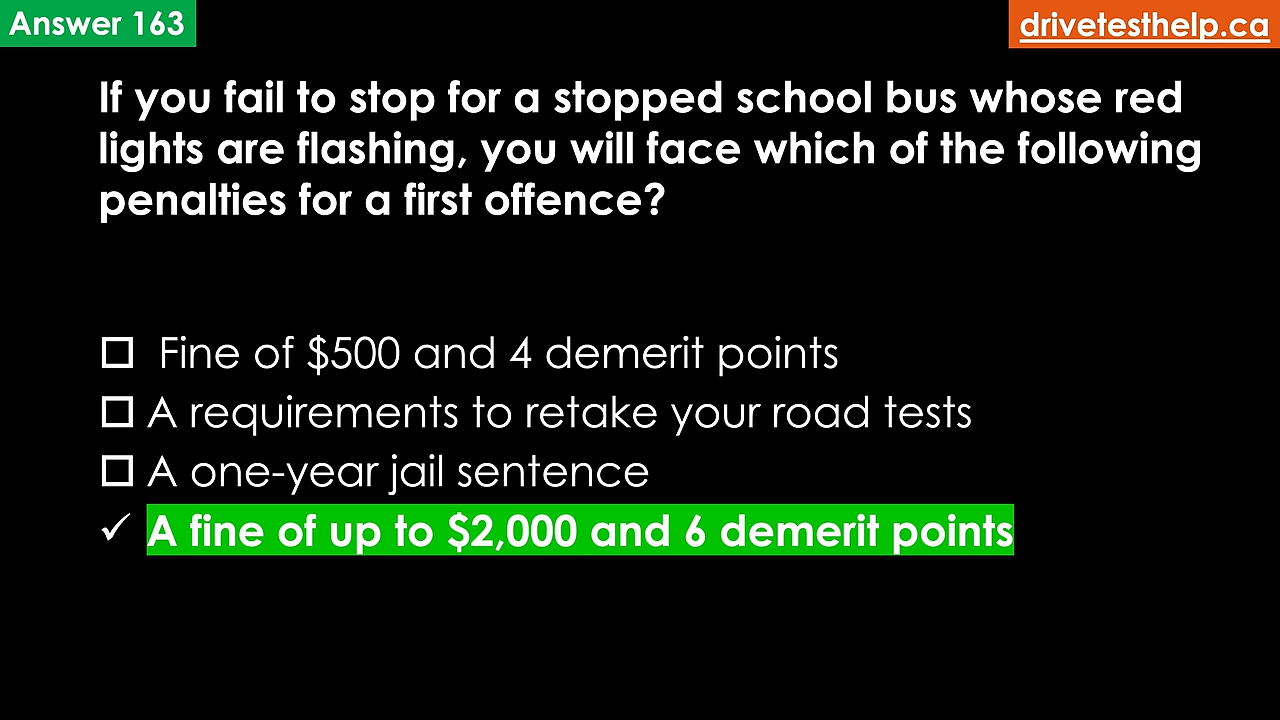 Answer 163
drivetesthelp.ca
If you fail to stop for a stopped school bus whose red
lights are flashing, you will face which of the following
penalties for a first offence?
Fine of $500 and 4 demerit points
A requirements to retake your road tests
A one-year jail sentence
✓ A fine of up to $2,000 and 6 demerit points